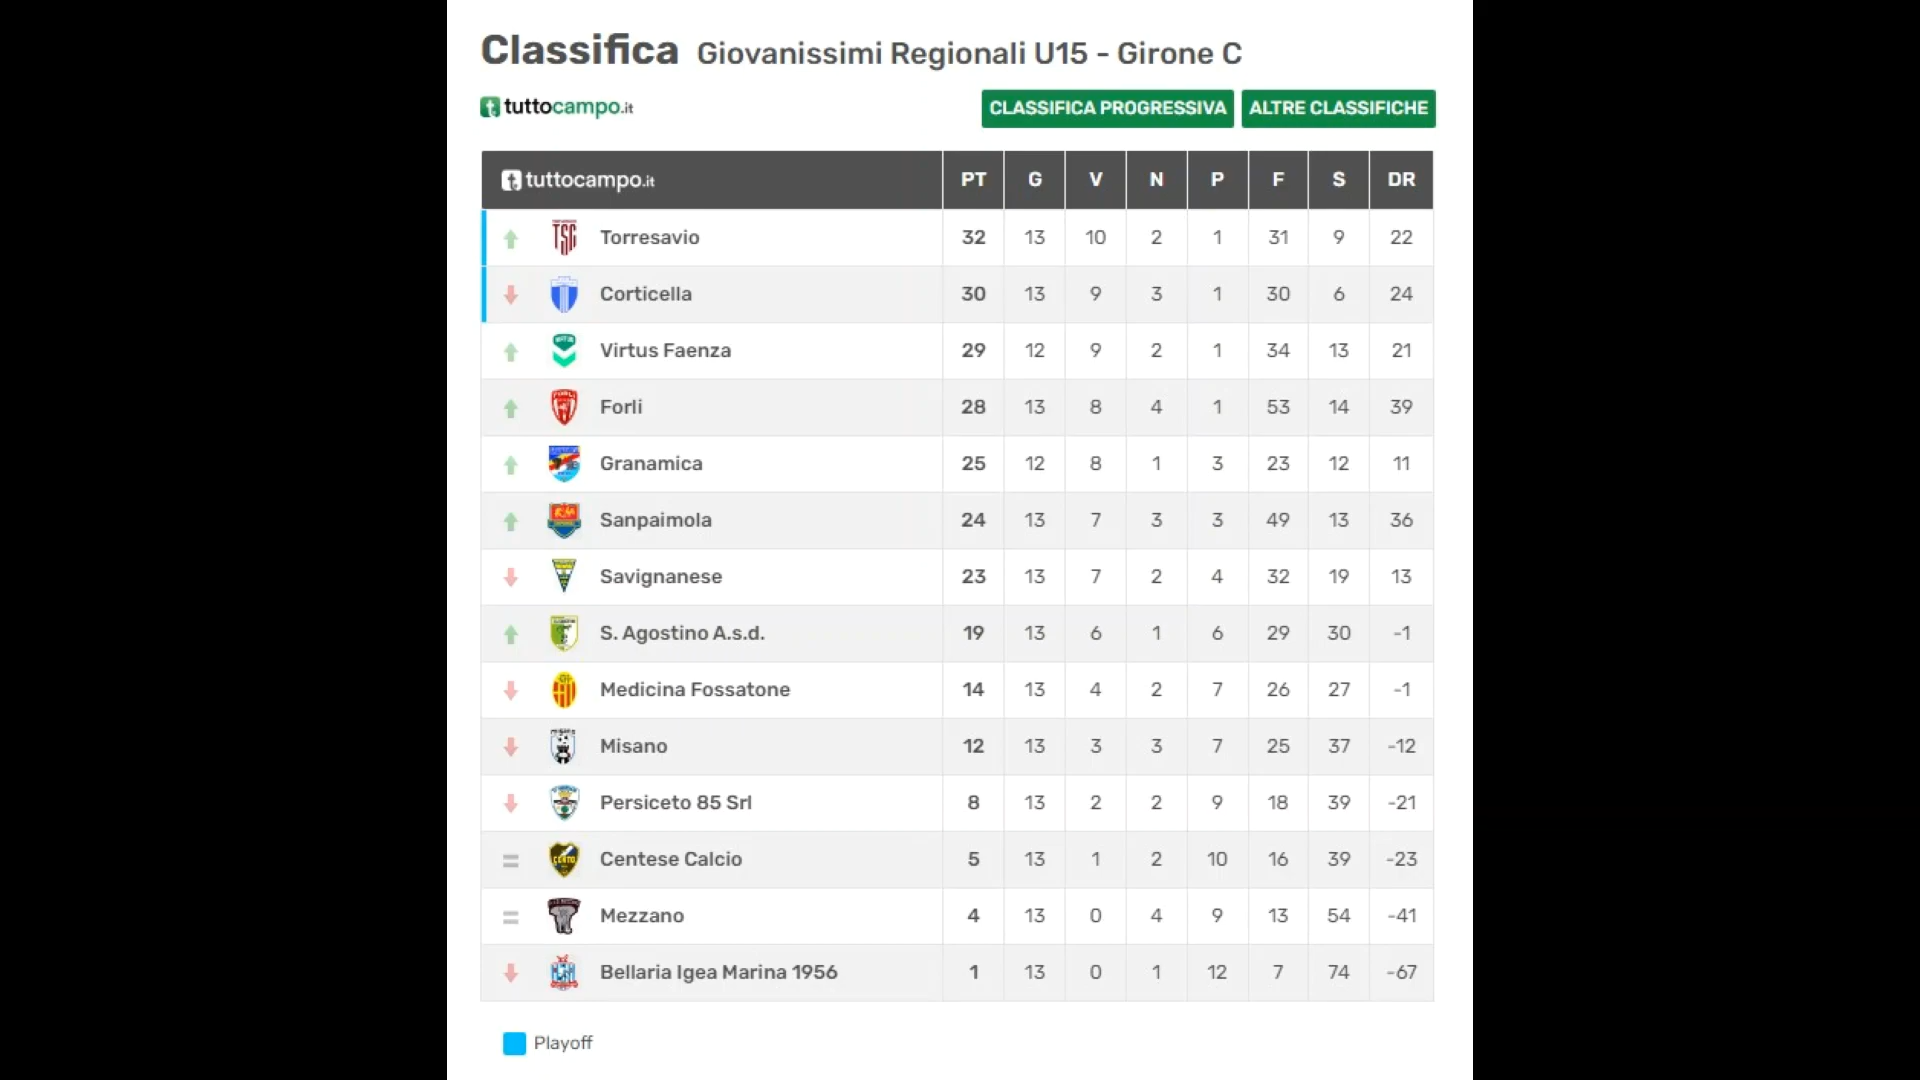 Classifica Giovanissimi Regionali U15 - Girone C
tuttocampo.it CLASSIFICA PROGRESSIVA ALTRE CLASSIFICHE
tuttocampo.it PT G V N P F S DR
Torresavio 32 13 10 2 1 31 9 22
Corticella 30 13 9 3 1 30 6 24
Virtus Faenza 29 12 9 2 1 34 13 21
Forli 28 13 8 4 1 53 14 39
Granamica 25 12 8 1 3 23 12 11
Sanpaimola 24 13 7 3 3 49 13 36
Savignanese 23 13 7 2 4 32 19 13
S. Agostino A.s.d. 19 13 6 1 6 29 30 -1
Medicina Fossatone 14 13 4 2 7 26 27 -1
Misano 12 13 3 3 7 25 37 -12
Persiceto 85 Srl 8 13 2 2 9 18 39 -21
Centese Calcio 5 13 1 2 10 16 39 -23
Mezzano 4 13 0 4 9 13 54 -41
Bellaria Igea Marina 1956 1 13 0 1 12 7 74 -67
Playoff